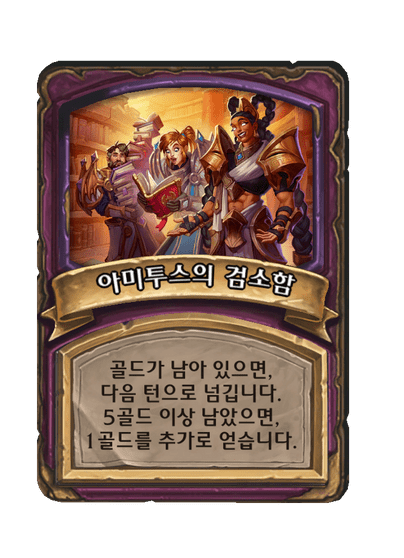 아미투스의 검소함
골드가 남아 있으면,
다음 턴으로 넘깁니다.
5골드 이상 남았으면,
1골드를 추가로 얻습니다.